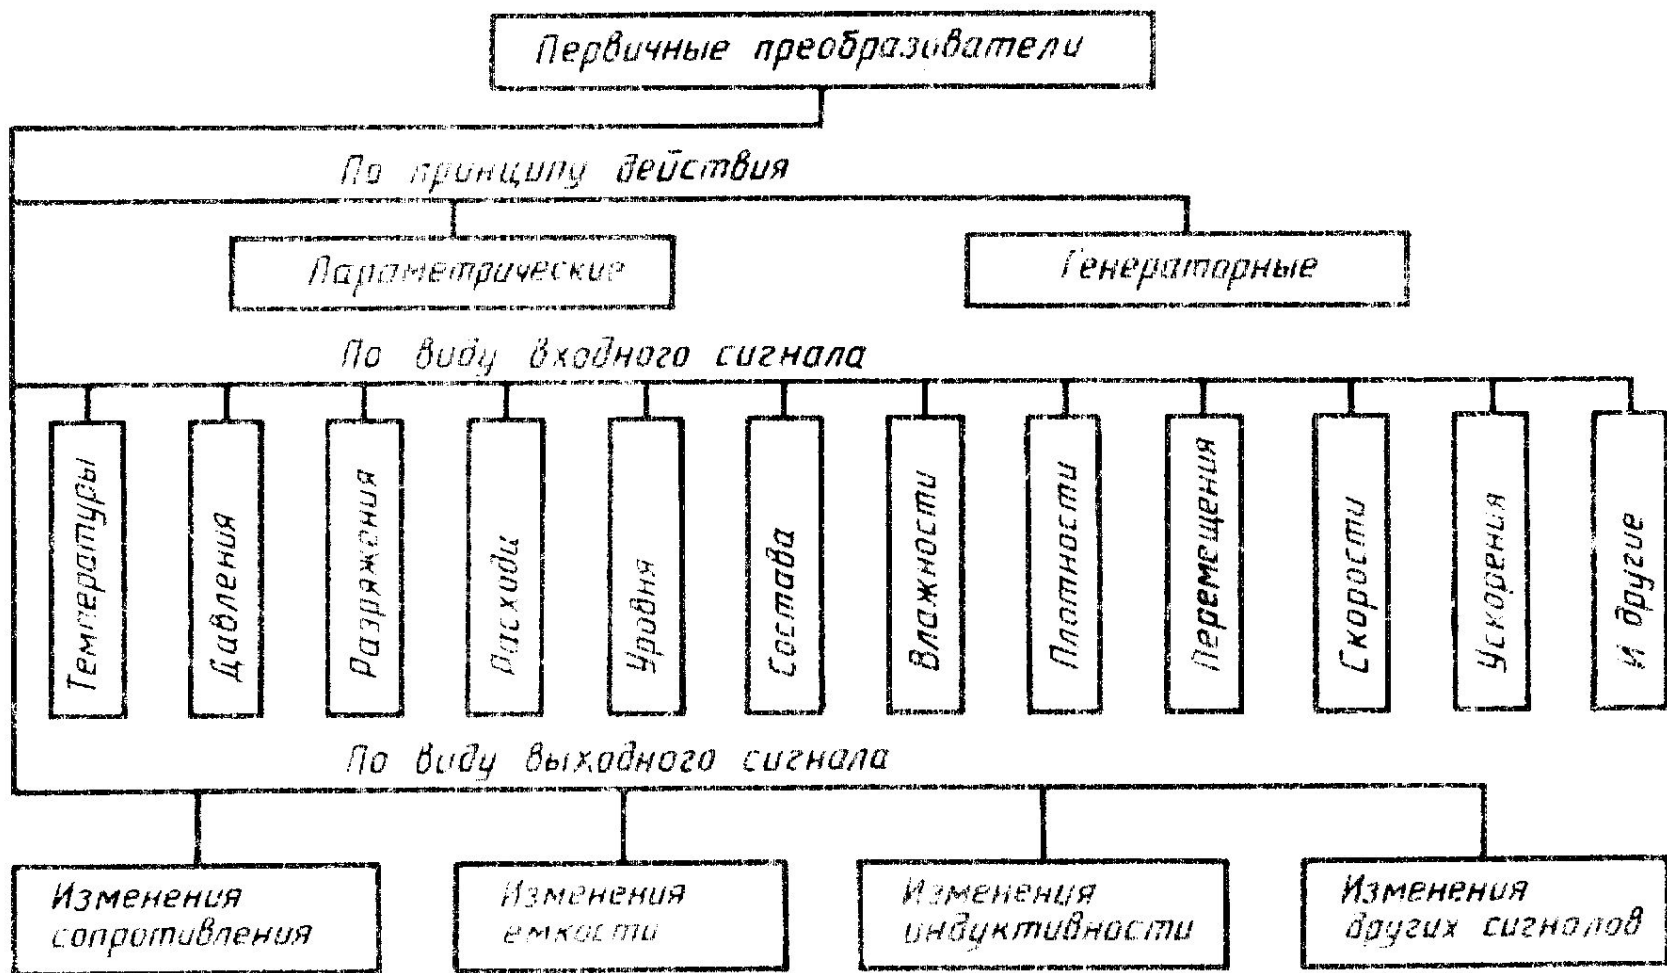 Первичные преобразователи
По принципу действия
Параметрические
Генераторные
По виду входного сигнала
Температуры
Давления
Разряжения
Расхода
Уровня
Состава
Влажности
Плотности
Перемещения
Скорости
Ускорения
И другие
По виду выходного сигнала
Изменения
сопротивления
Изменения
емкости
Изменения
индуктивности
Изменения
других сигналов